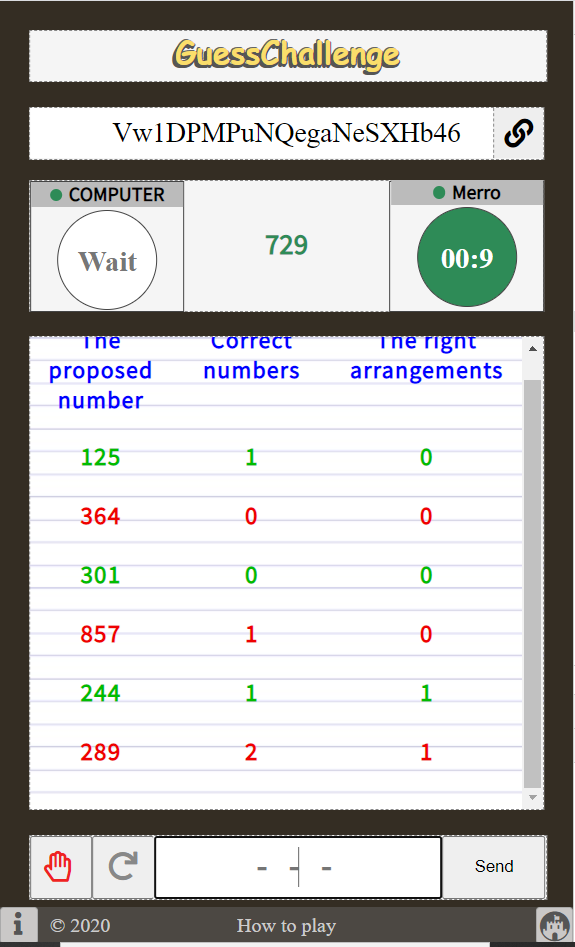 GuessChallenge
Vw1DPMPuNQegaNeSXHb46
COMPUTER
Wait
729
Merro
00:9
The proposed number
Correct numbers
The right arrangements
125 1 0
364 0 0
301 0 0
857 1 0
244 1 1
289 2 1
- - -
Send
i © 2020 How to play